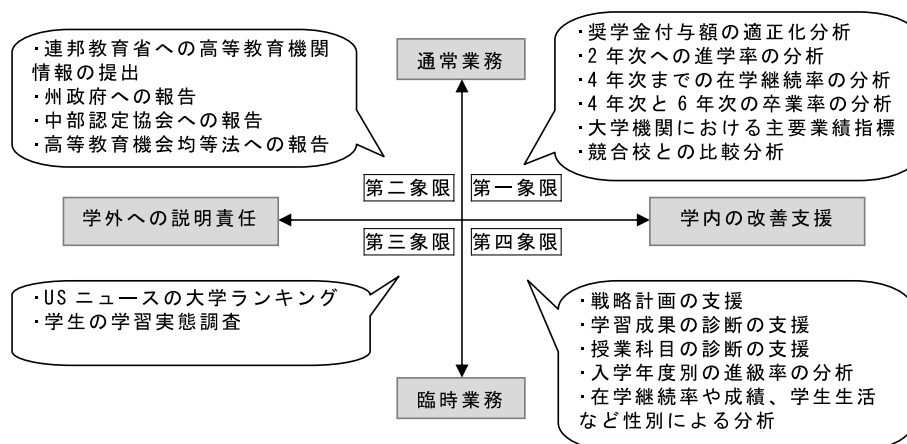 ・連邦教育省への高等教育機関
情報の提出
・州政府への報告
・中部認定協会への報告
・高等教育機会均等法への報告
通常業務
・奨学金付与額の適正化分析
・2年次への進学率の分析
・4年次までの在学継続率の分析
・4年次と6年次の卒業率の分析
・大学機関における主要業績指標
・競合校との比較分析
第二象限
第一象限
学外への説明責任
学内の改善支援
第三象限
第四象限
・USニュースの大学ランキング
・学生の学習実態調査
・戦略計画の支援
・学習成果の診断の支援
・授業科目の診断の支援
・入学年度別の進級率の分析
・在学継続率や成績、学生生活
など性別による分析
臨時業務